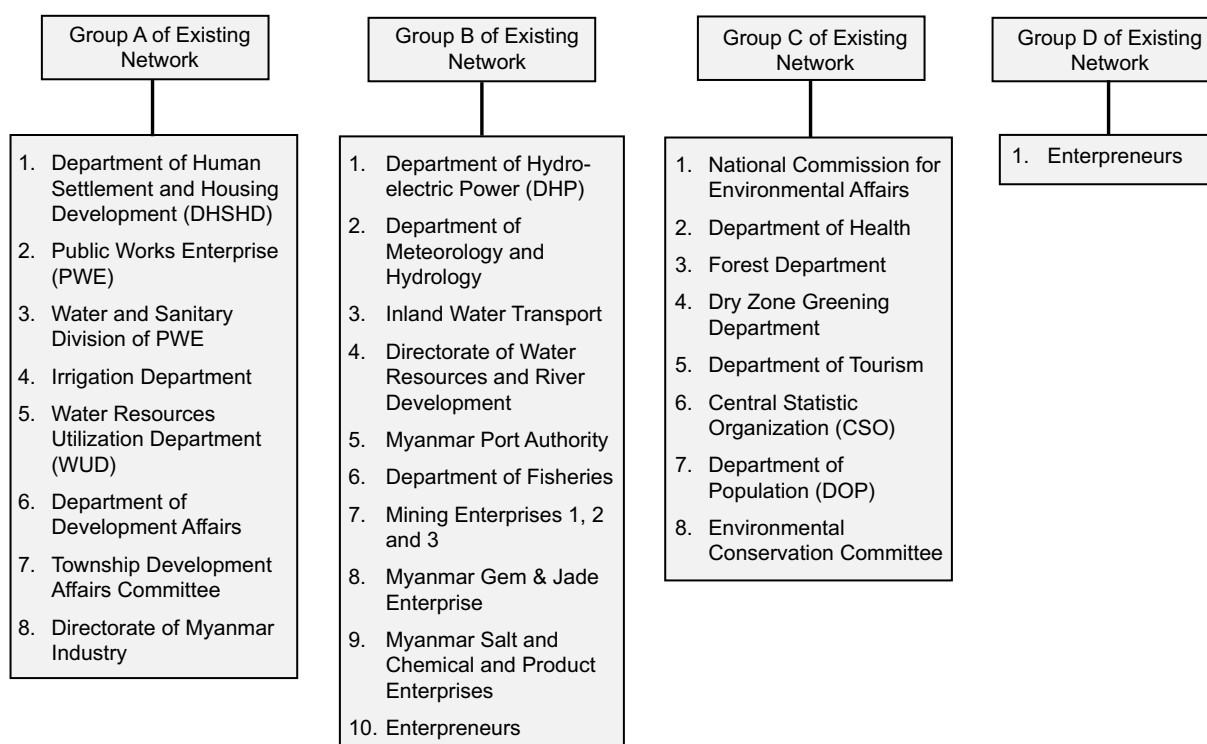 Group A of Existing
Network
1. Department of Human
Settlement and Housing
Development (DHSHD)
2. Public Works Enterprise
(PWE)
3. Water and Sanitary
Division of PWE
4. Irrigation Department
5. Water Resources
Utilization Department
(WUD)
6. Department of
Development Affairs
7. Township Development
Affairs Committee
8. Directorate of Myanmar
Industry
Group B of Existing
Network
1. Department of Hydro-
electric Power (DHP)
2. Department of
Meteorology and
Hydrology
3. Inland Water Transport
4. Directorate of Water
Resources and River
Development
5. Myanmar Port Authority
6. Department of Fisheries
7. Mining Enterprises 1, 2
and 3
8. Myanmar Gem & Jade
Enterprise
9. Myanmar Salt and
Chemical and Product
Enterprises
10. Enterpreneurs
Group C of Existing
Network
1. National Commission for
Environmental Affairs
2. Department of Health
3. Forest Department
4. Dry Zone Greening
Department
5. Department of Tourism
6. Central Statistic
Organization (CSO)
7. Department of
Population (DOP)
8. Environmental
Conservation Committee
Group D of Existing
Network
1. Enterpreneurs